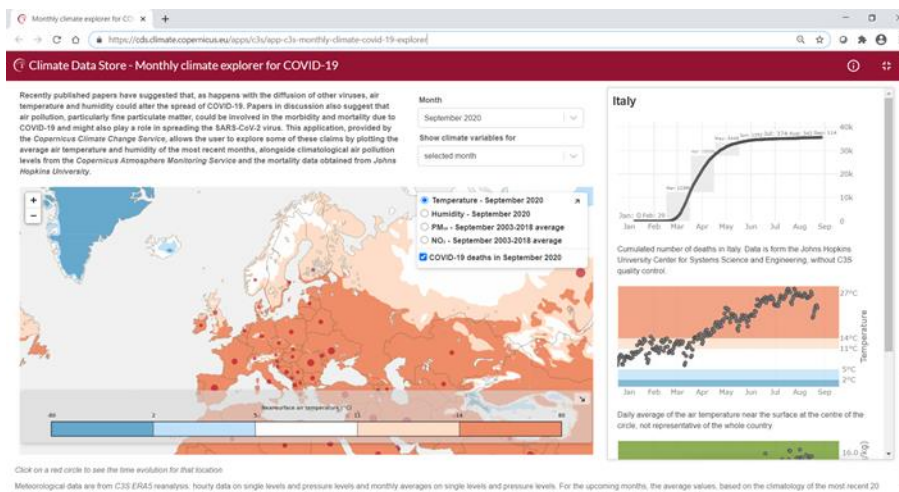 Monthly climate explorer for CO
https://cds.climate.copernicus.eu/apps/c3s/app-c3s-monthly-climate-covid-19-explorer
Climate Data Store - Monthly climate explorer for COVID-19
Recently published papers have suggested that, as happens with the diffusion of other viruses, air
temperature and humidity could alter the spread of COVID-19. Papers in discussion also suggest that
air pollution, particularly fine particulate matter, could be involved in the morbidity and mortality due to
COVID-19 and might also play a role in spreading the SARS-CoV-2 virus. This application, provided by
the Copernicus Climate Change Service, allows the user to explore some of these claims by plotting the
average air temperature and humidity of the most recent months, alongside climatological air pollution
levels from the Copernicus Atmosphere Monitoring Service and the mortality data obtained from Johns
Hopkins University.
Month
September 2020
Show climate variables for
selected month
+
−
Temperature - September 2020
Humidity - September 2020
PM₁₀ - September 2003-2018 average
NO₂ - September 2003-2018 average
COVID-19 deaths in September 2020
Near-surface air temperature (°C)
2
5
11
Click on a red circle to see the time evolution for that location
Meteorological data are from C3S ERA5 reanalysis, hourly data on single levels and pressure levels and monthly averages on single levels and pressure levels. For the upcoming months, the average values, based on the climatology of the most recent 20
Italy
40k
30k
20k
10k
0
Jan: 0 Feb: 29
Jan Feb Mar Apr May Jun Jul Aug Sep
Cumulated number of deaths in Italy. Data is form the Johns Hopkins
University Center for Systems Science and Engineering, without C3S
quality control.
27°C
14°C
11°C
5°C
2°C
Temperature
Jan Feb Mar Apr May Jun Jul Aug Sep
Daily average of the air temperature near the surface at the centre of the
circle, not representative of the whole country
16.0